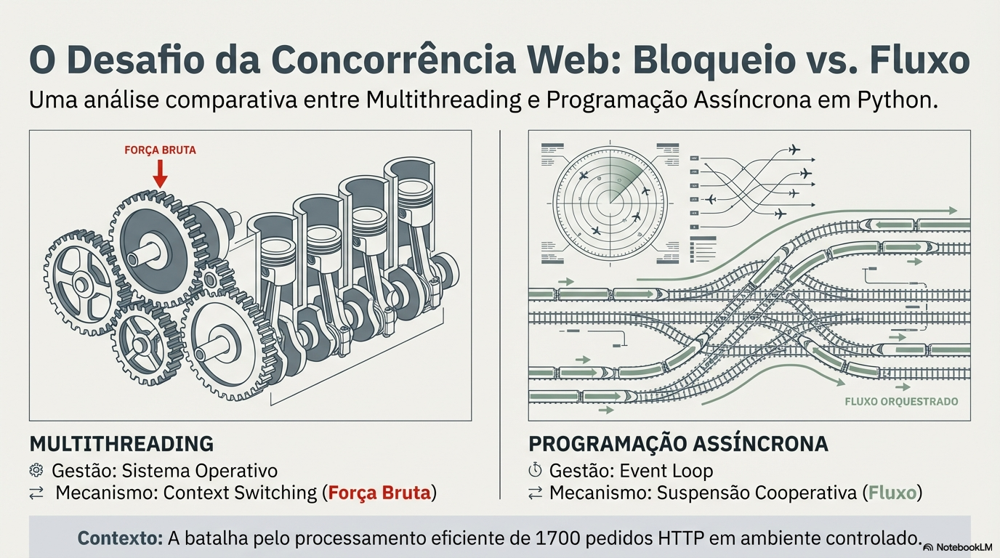 O Desafio da Concorrência Web: Bloqueio vs. Fluxo
Uma análise comparativa entre Multithreading e Programação Assíncrona em Python.
FORÇA BRUTA
FLUXO ORQUESTRADO
MULTITHREADING
Gestão: Sistema Operativo
Mecanismo: Context Switching (Força Bruta)
PROGRAMAÇÃO ASSÍNCRONA
Gestão: Event Loop
Mecanismo: Suspensão Cooperativa (Fluxo)
Contexto: A batalha pelo processamento eficiente de 1700 pedidos HTTP em ambiente controlado.
NotebookLM